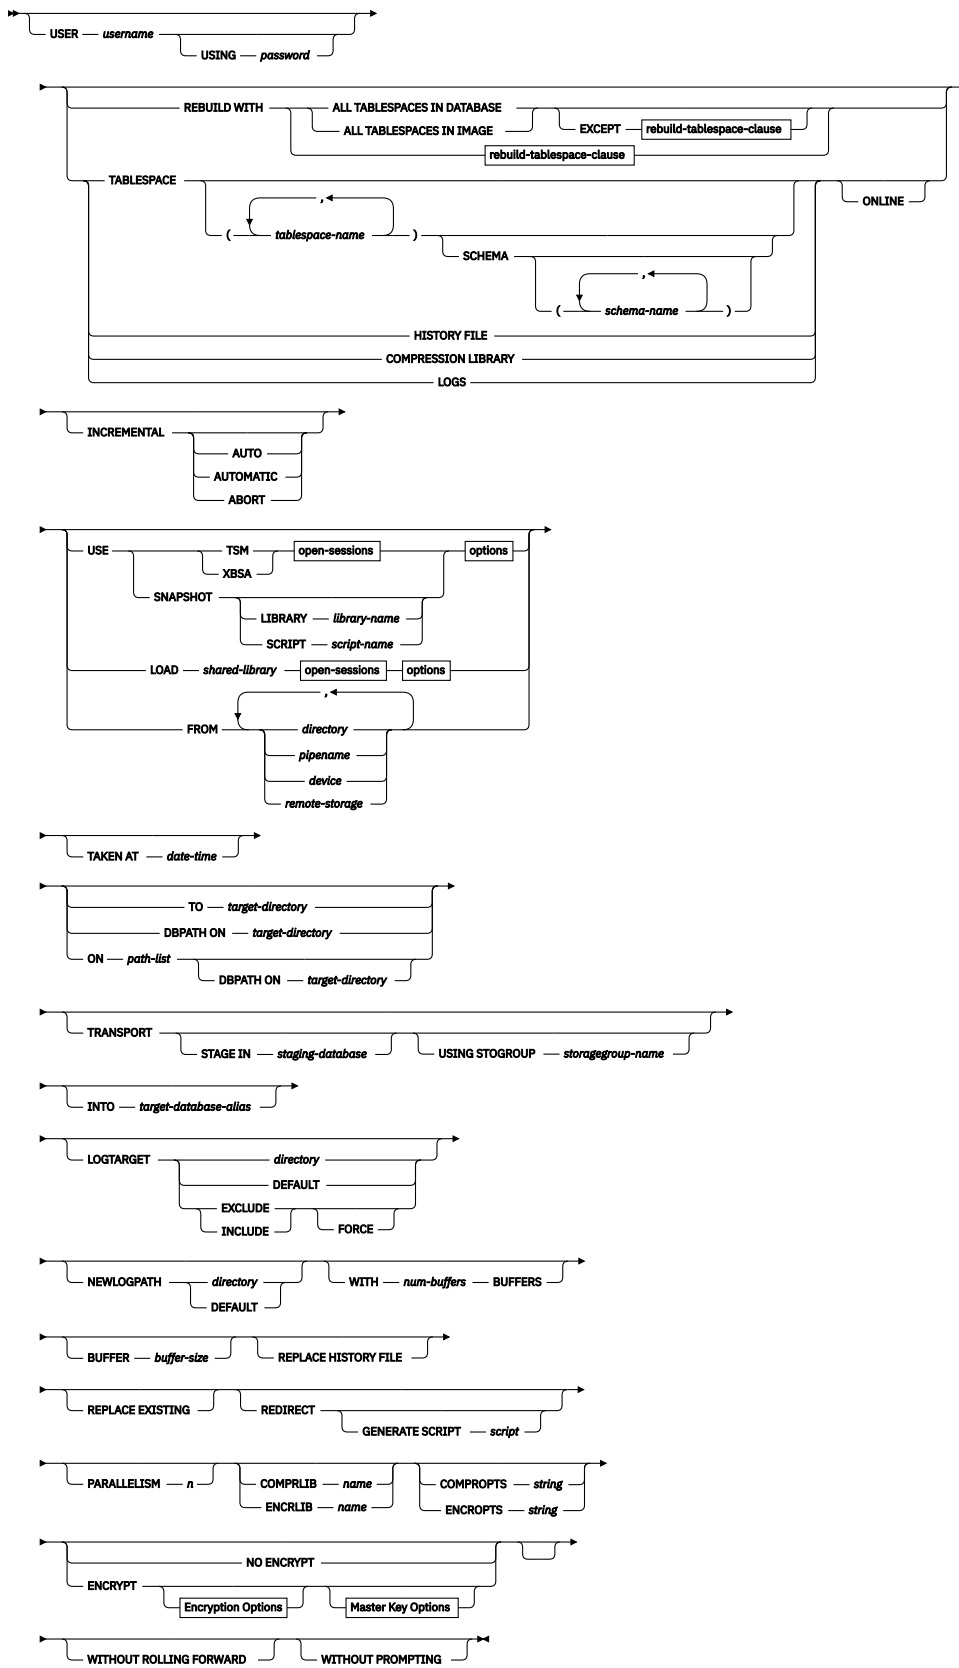 USER username
USING password
REBUILD WITH ALL TABLESPACES IN DATABASE
ALL TABLESPACES IN IMAGE EXCEPT rebuild-tablespace-clause
rebuild-tablespace-clause
TABLESPACE
ONLINE
,
( tablespace-name )
SCHEMA
,
( schema-name )
HISTORY FILE
COMPRESSION LIBRARY
LOGS
INCREMENTAL
AUTO
AUTOMATIC
ABORT
USE TSM open-sessions options
XBSA
SNAPSHOT
LIBRARY library-name
SCRIPT script-name
LOAD shared-library open-sessions options
,
FROM directory
pipename
device
remote-storage
TAKEN AT date-time
TO target-directory
DBPATH ON target-directory
ON path-list
DBPATH ON target-directory
TRANSPORT
STAGE IN staging-database USING STOGROUP storagegroup-name
INTO target-database-alias
LOGTARGET directory
DEFAULT
EXCLUDE
INCLUDE FORCE
NEWLOGPATH directory WITH num-buffers BUFFERS
DEFAULT
BUFFER buffer-size REPLACE HISTORY FILE
REPLACE EXISTING REDIRECT
GENERATE SCRIPT script
PARALLELISM n COMPRLIB name COMPROPTS string
ENCRLIB name ENCROPTS string
NO ENCRYPT
ENCRYPT
Encryption Options Master Key Options
WITHOUT ROLLING FORWARD WITHOUT PROMPTING